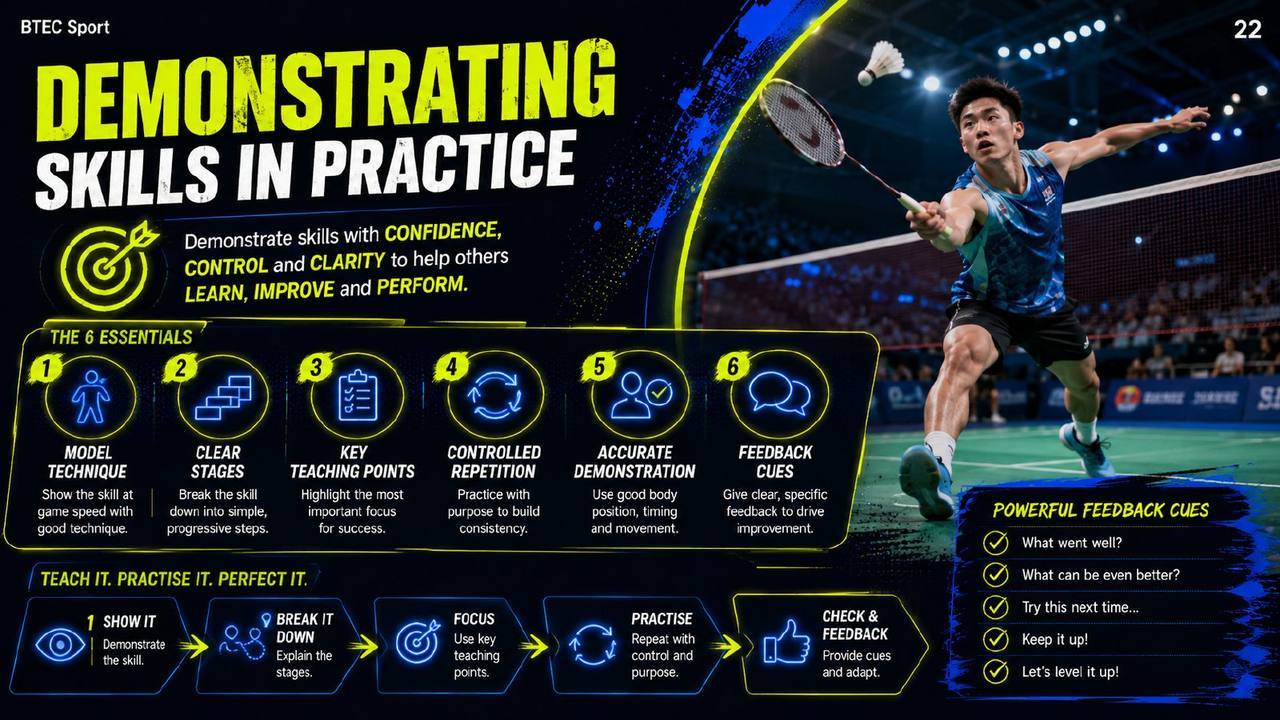 BTEC Sport
22
DEMONSTRATING
SKILLS IN PRACTICE
Demonstrate skills with CONFIDENCE,
CONTROL and CLARITY to help others
LEARN, IMPROVE and PERFORM.
THE 6 ESSENTIALS
1
MODEL
TECHNIQUE
Show the skill at
game speed with
good technique.
2
CLEAR
STAGES
Break the skill
down into simple,
progressive steps.
3
KEY
TEACHING POINTS
Highlight the most
important focus
for success.
4
CONTROLLED
REPETITION
Practice with
purpose to build
consistency.
5
ACCURATE
DEMONSTRATION
Use good body
position, timing
and movement.
6
FEEDBACK
CUES
Give clear, specific
feedback to drive
improvement.
POWERFUL FEEDBACK CUES
What went well?
What can be even better?
Try this next time...
Keep it up!
Let's level it up!
TEACH IT. PRACTISE IT. PERFECT IT.
1 SHOW IT
Demonstrate
the skill.
BREAK IT
DOWN
Explain the
stages.
FOCUS
Use key
teaching
points.
PRACTISE
Repeat with
control and
purpose.
CHECK &
FEEDBACK
Provide cues
and adapt.